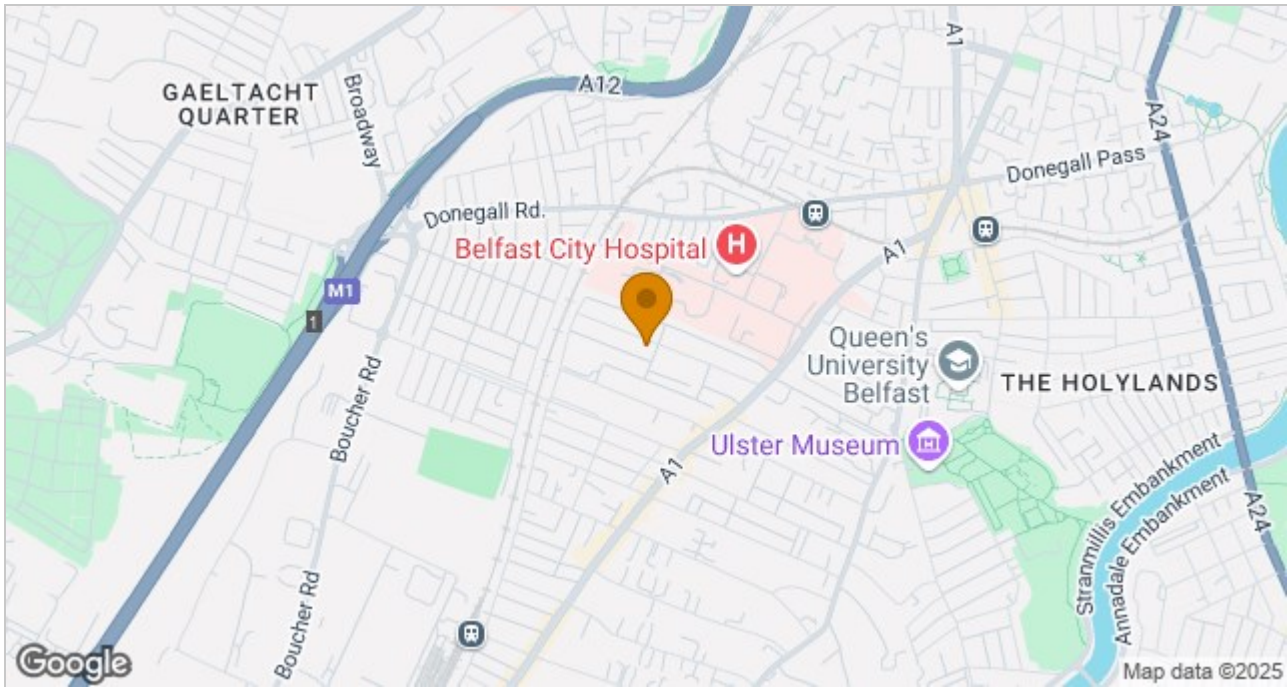 A1
A12
GAELTACHT
QUARTER
Broadway
A24
Donegall Pass
Donegall Rd.
Belfast City Hospital
H
A1
M1
1
Queen's
University
Belfast
THE HOLYLANDS
Boucher Rd
Ulster Museum
A1
Stranmillis Embankment
Annadale Embankment
A24
Boucher Rd
Google
Map data ©2025